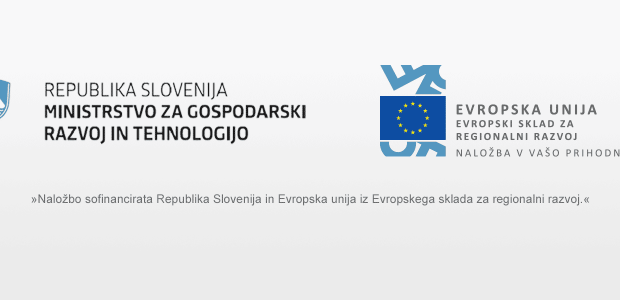 REPUBLIKA SLOVENIJA
MINISTRSTVO ZA GOSPODARSKI
RAZVOJ IN TEHNOLOGIJO
EVROPSKA UNIJA
EVROPSKI SKLAD ZA
REGIONALNI RAZVOJ
NALOŽBA V VAŠO PRIHODN
»Naložbo sofinancirata Republika Slovenija in Evropska unija iz Evropskega sklada za regionalni razvoj.«